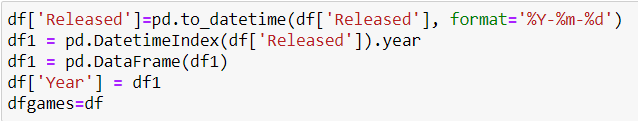 df['Released']=pd.to_datetime(df['Released'], format='%Y-%m-%d')
df1 = pd.DatetimeIndex(df['Released']).year
df1 = pd.DataFrame(df1)
df['Year'] = df1
dfgames=df